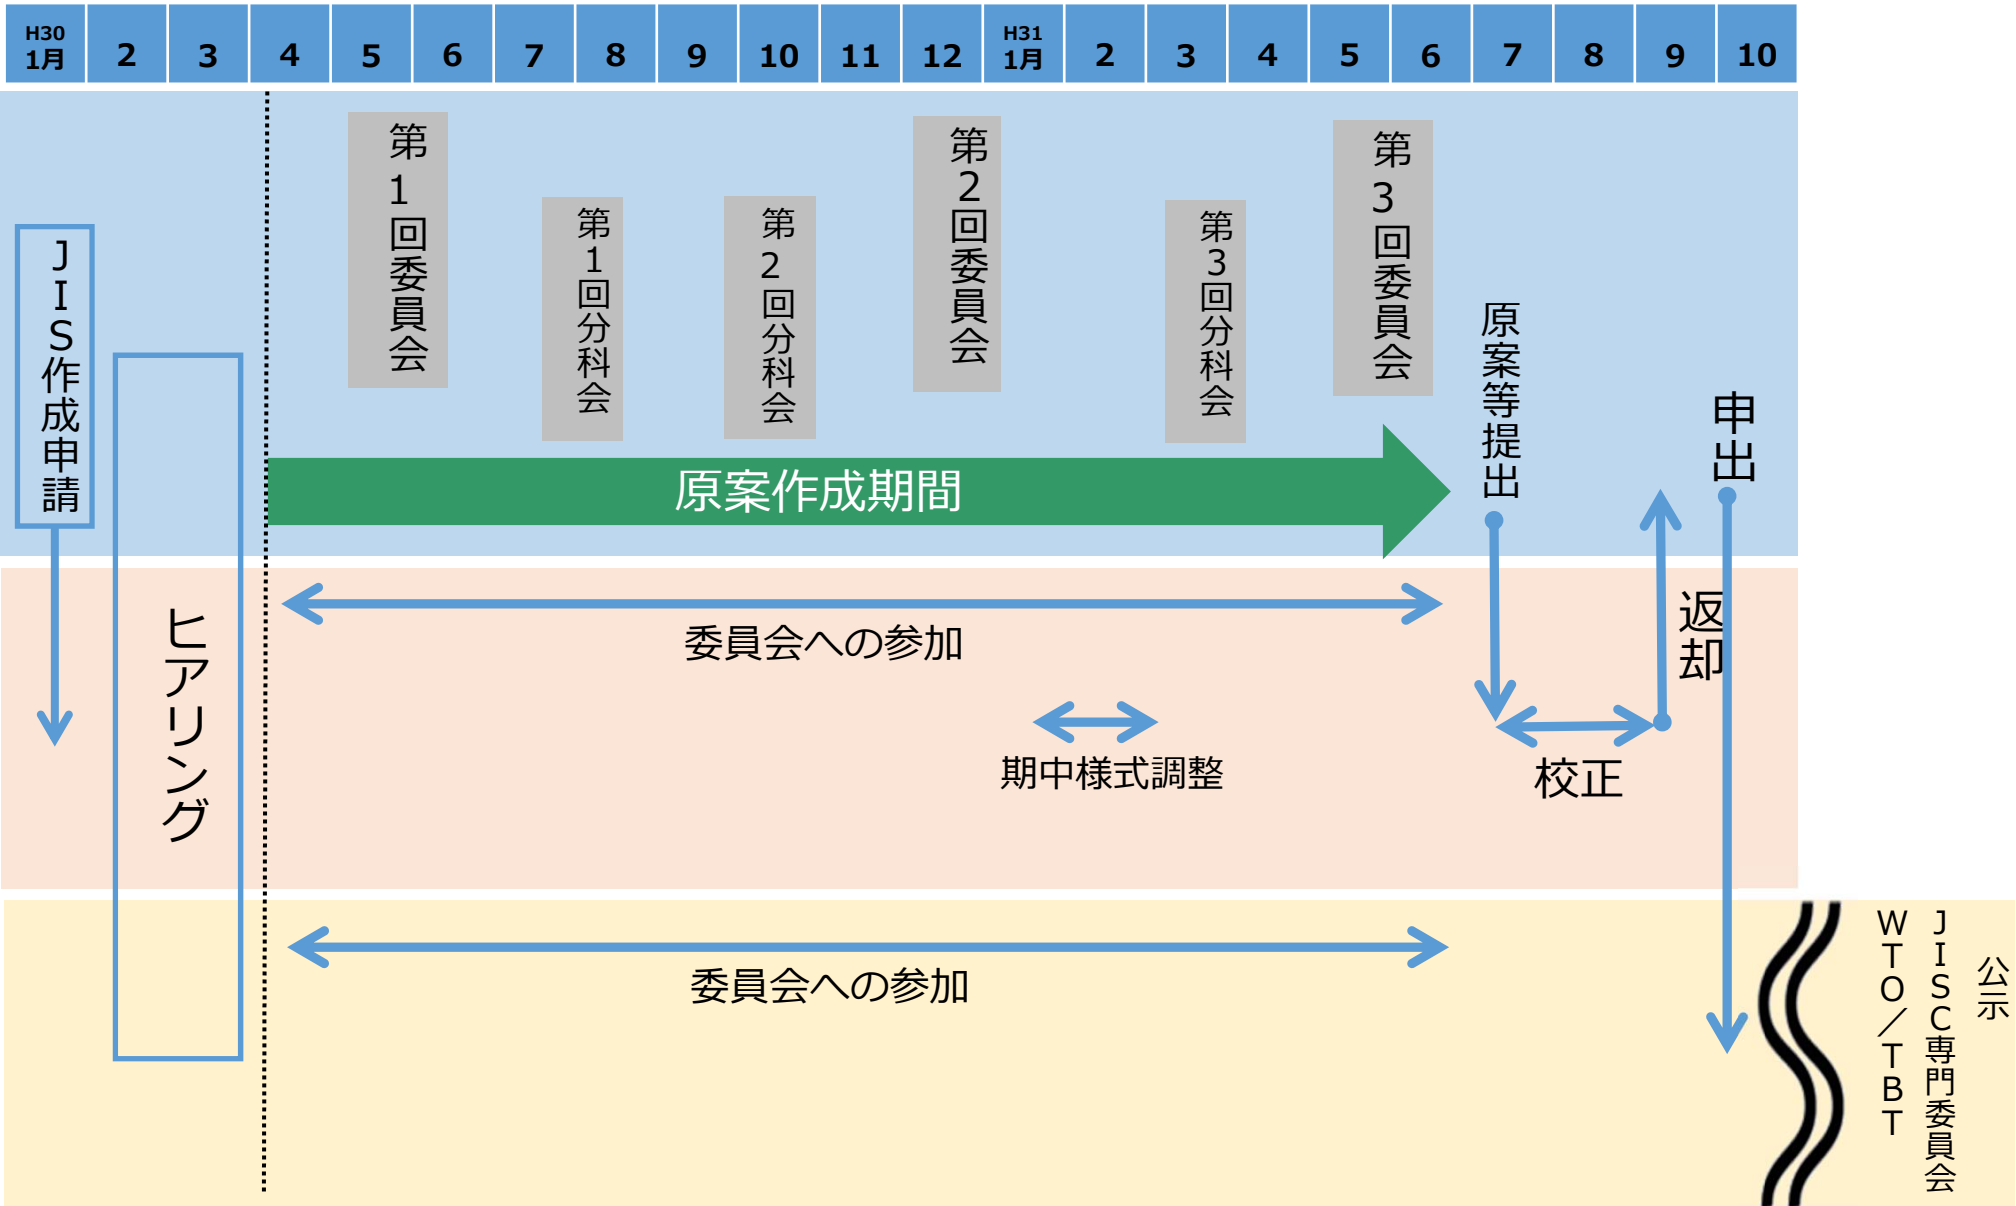 H30
1月 2 3 4 5 6 7 8 9 10 11 12
H31
1月 2 3 4 5 6 7 8 9 10
JIS作成申請
ヒアリング
第1回委員会
第1回分科会
第2回分科会
第2回委員会
第3回分科会
第3回委員会
原案作成期間
原案等提出
申出
委員会への参加
期中様式調整
校正
返却
委員会への参加
公示
JISC専門委員会
WTO／TBT